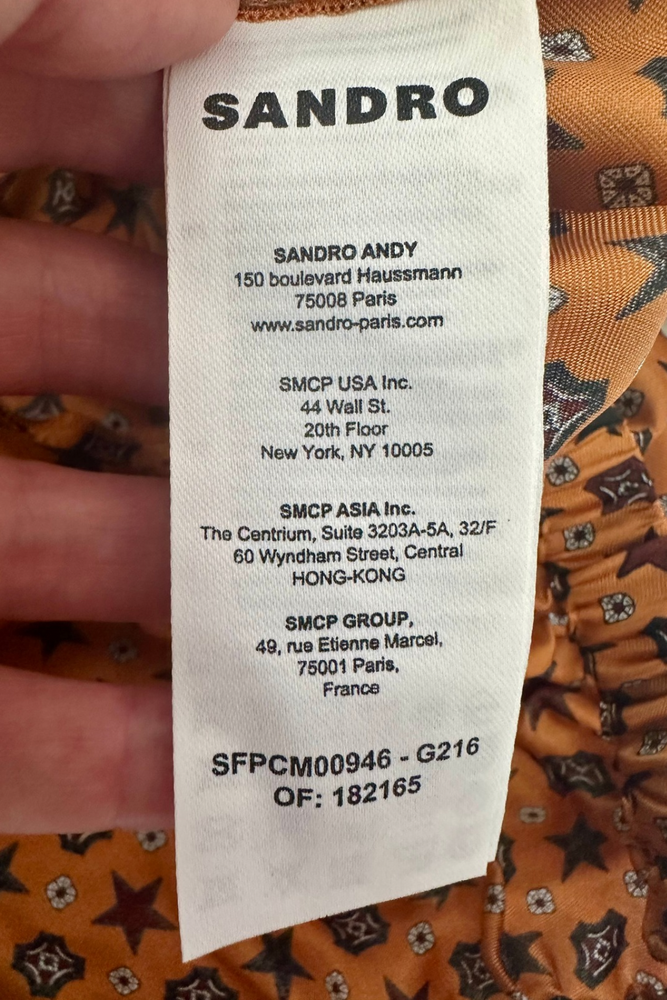 SANDRO
SANDRO ANDY
150 boulevard Haussmann
75008 Paris
www.sandro-paris.com
SMCP USA Inc.
44 Wall St.
20th Floor
New York, NY 10005
SMCP ASIA Inc.
The Centrium, Suite 3203A-5A, 32/F
60 Wyndham Street, Central
HONG-KONG
SMCP GROUP,
49, rue Etienne Marcel,
75001 Paris,
France
SFPCM00946 - G216
OF: 182165